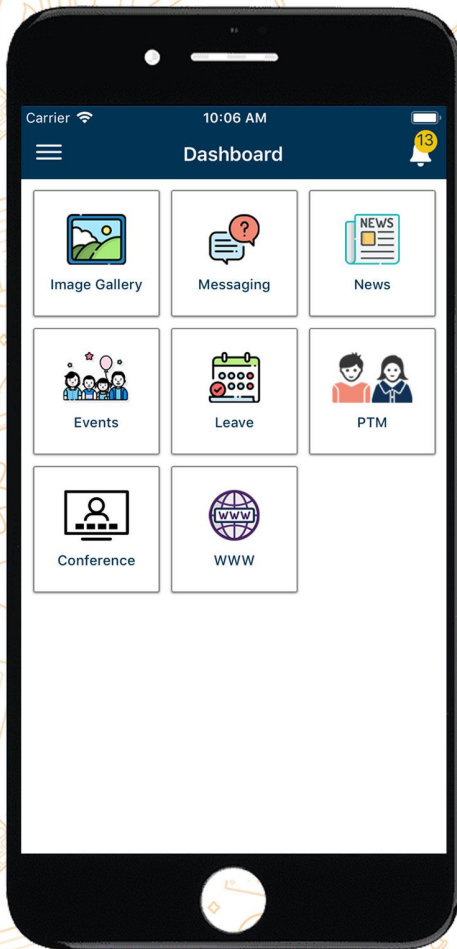 Carrier 10:06 AM
Dashboard 13
Image Gallery
Messaging
?
NEWS
News
Events
Leave
PTM
Conference
WWW
WWW